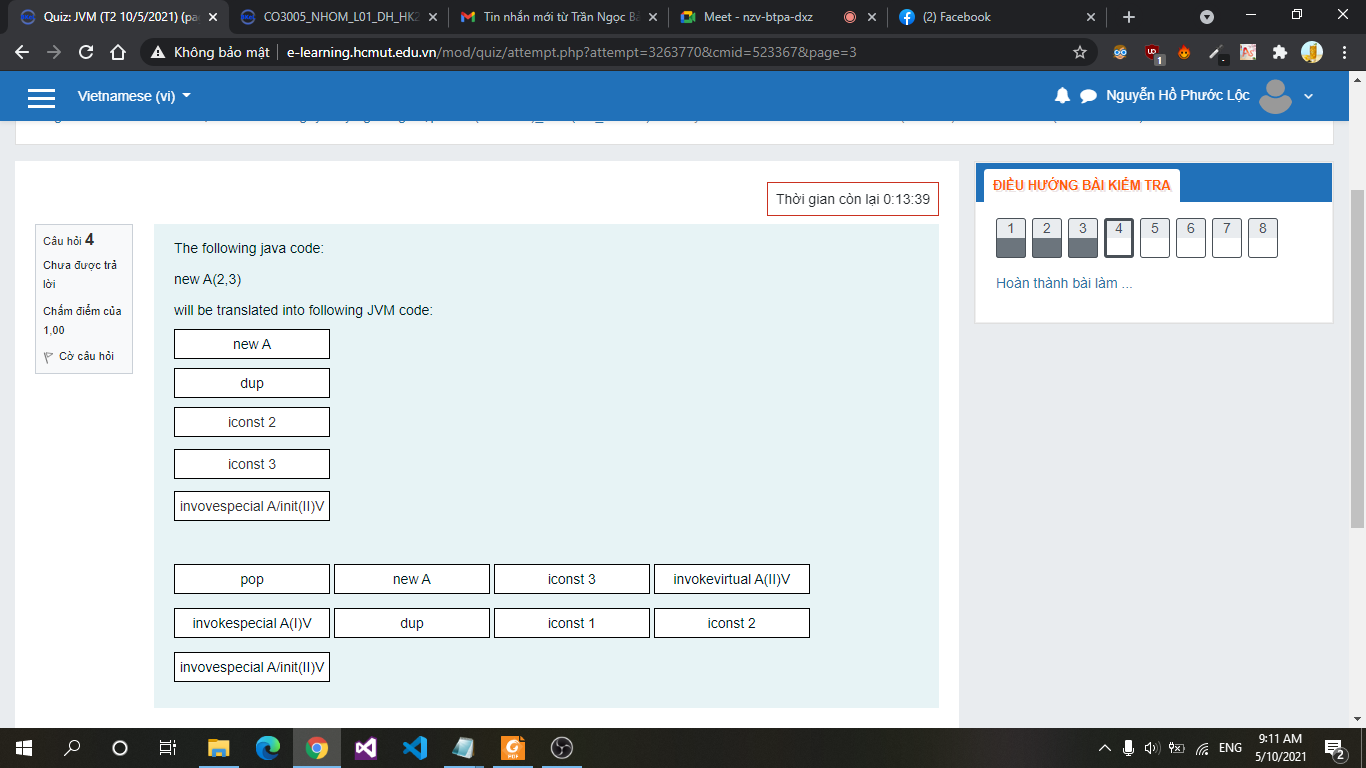 Quiz: JVM (T2 10/5/2021) (pa
CO3005_NHOM_L01_DH_HK2
Tin nhắn mới từ Trần Ngọc Bả
Meet - nzv-btpa-dxz
(2) Facebook
Không bảo mật
e-learning.hcmut.edu.vn/mod/quiz/attempt.php?attempt=3263770&cmid=523367&page=3
1
Vietnamese (vi)
Nguyễn Hồ Phước Lộc
Thời gian còn lại 0:13:39
ĐIỀU HƯỚNG BÀI KIỂM TRA
1 2 3 4 5 6 7 8
Hoàn thành bài làm ...
Câu hỏi 4
Chưa được trả
lời
Chấm điểm của
1,00
Cờ câu hỏi
The following java code:
new A(2,3)
will be translated into following JVM code:
new A
dup
iconst 2
iconst 3
invovespecial A/init(II)V
pop new A iconst 3 invokevirtual A(II)V
invokespecial A(I)V dup iconst 1 iconst 2
invovespecial A/init(II)V
ENG
9:11 AM
5/10/2021
2